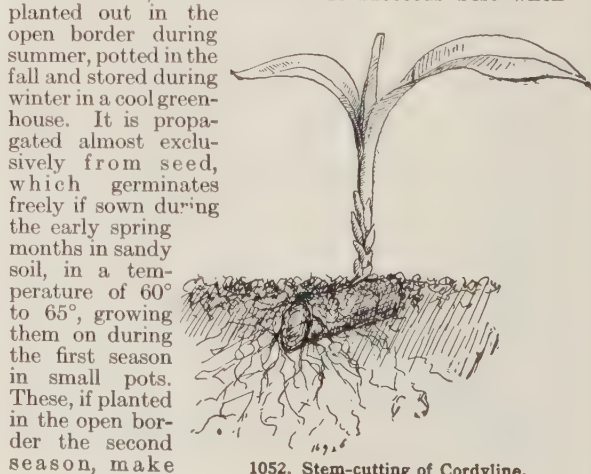 planted out in the
open border during
summer, potted in the
fall and stored during
winter in a cool green-
house. It is propa-
gated almost exclu-
sively from seed,
which germinates
freely if sown during
the early spring
months in sandy
soil, in a tem-
perature of 60°
to 65°, growing
them on during
the first season
in small pots.
These, if planted
in the open bor-
der the second
season, make
1052. Stem-cutting of Cordyline.